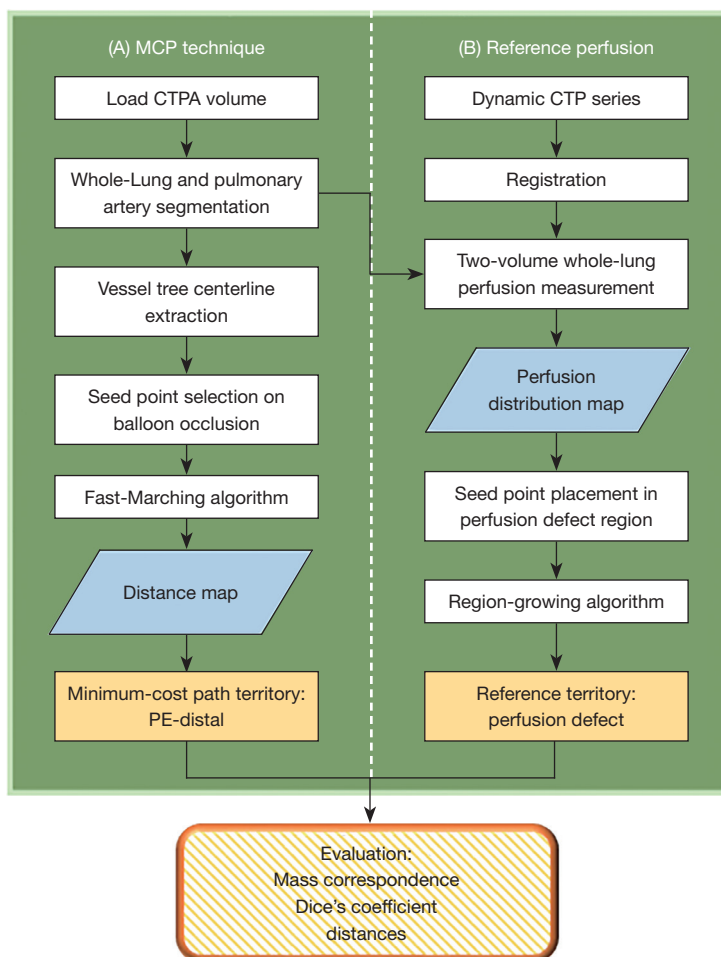 (A) MCP technique
Load CTPA volume
Whole-Lung and pulmonary
artery segmentation
Vessel tree centerline
extraction
Seed point selection on
balloon occlusion
Fast-Marching algorithm
Distance map
Minimum-cost path territory:
PE-distal
(B) Reference perfusion
Dynamic CTP series
Registration
Two-volume whole-lung
perfusion measurement
Perfusion
distribution map
Seed point placement in
perfusion defect region
Region-growing algorithm
Reference territory:
perfusion defect
Evaluation:
Mass correspondence
Dice's coefficient
distances